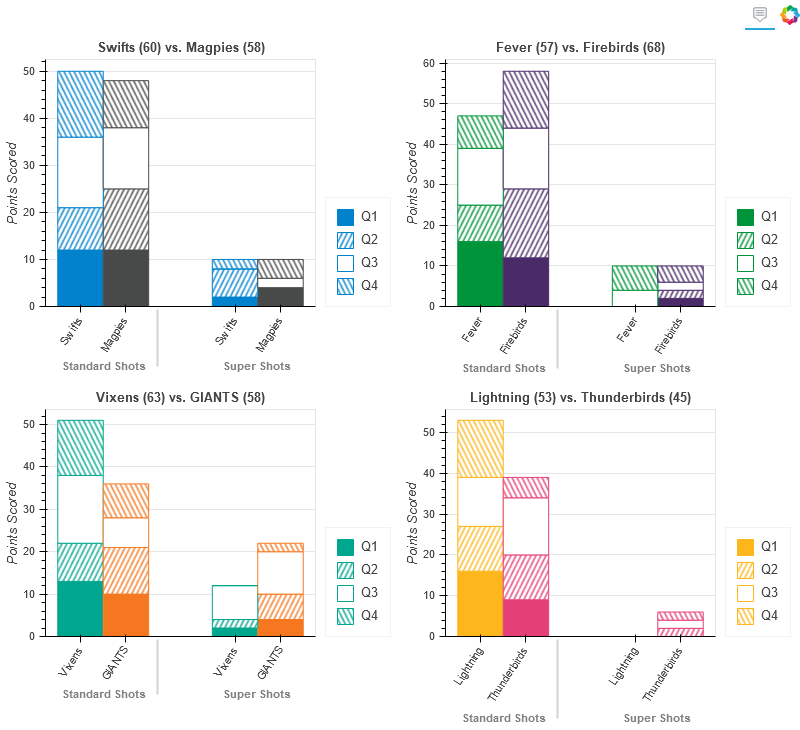 Swifts (60) vs. Magpies (58)
Points Scored
50
40
30
20
10
0
Swifts
Magpies
Swifts
Magpies
Standard Shots
Super Shots
Q1
Q2
Q3
Q4
Fever (57) vs. Firebirds (68)
Points Scored
60
50
40
30
20
10
0
Fever
Firebirds
Fever
Firebirds
Standard Shots
Super Shots
Q1
Q2
Q3
Q4
Vixens (63) vs. GIANTS (58)
Points Scored
50
40
30
20
10
0
Vixens
GIANTS
Vixens
GIANTS
Standard Shots
Super Shots
Q1
Q2
Q3
Q4
Lightning (53) vs. Thunderbirds (45)
Points Scored
50
40
30
20
10
0
Lightning
Thunderbirds
Lightning
Thunderbirds
Standard Shots
Super Shots
Q1
Q2
Q3
Q4